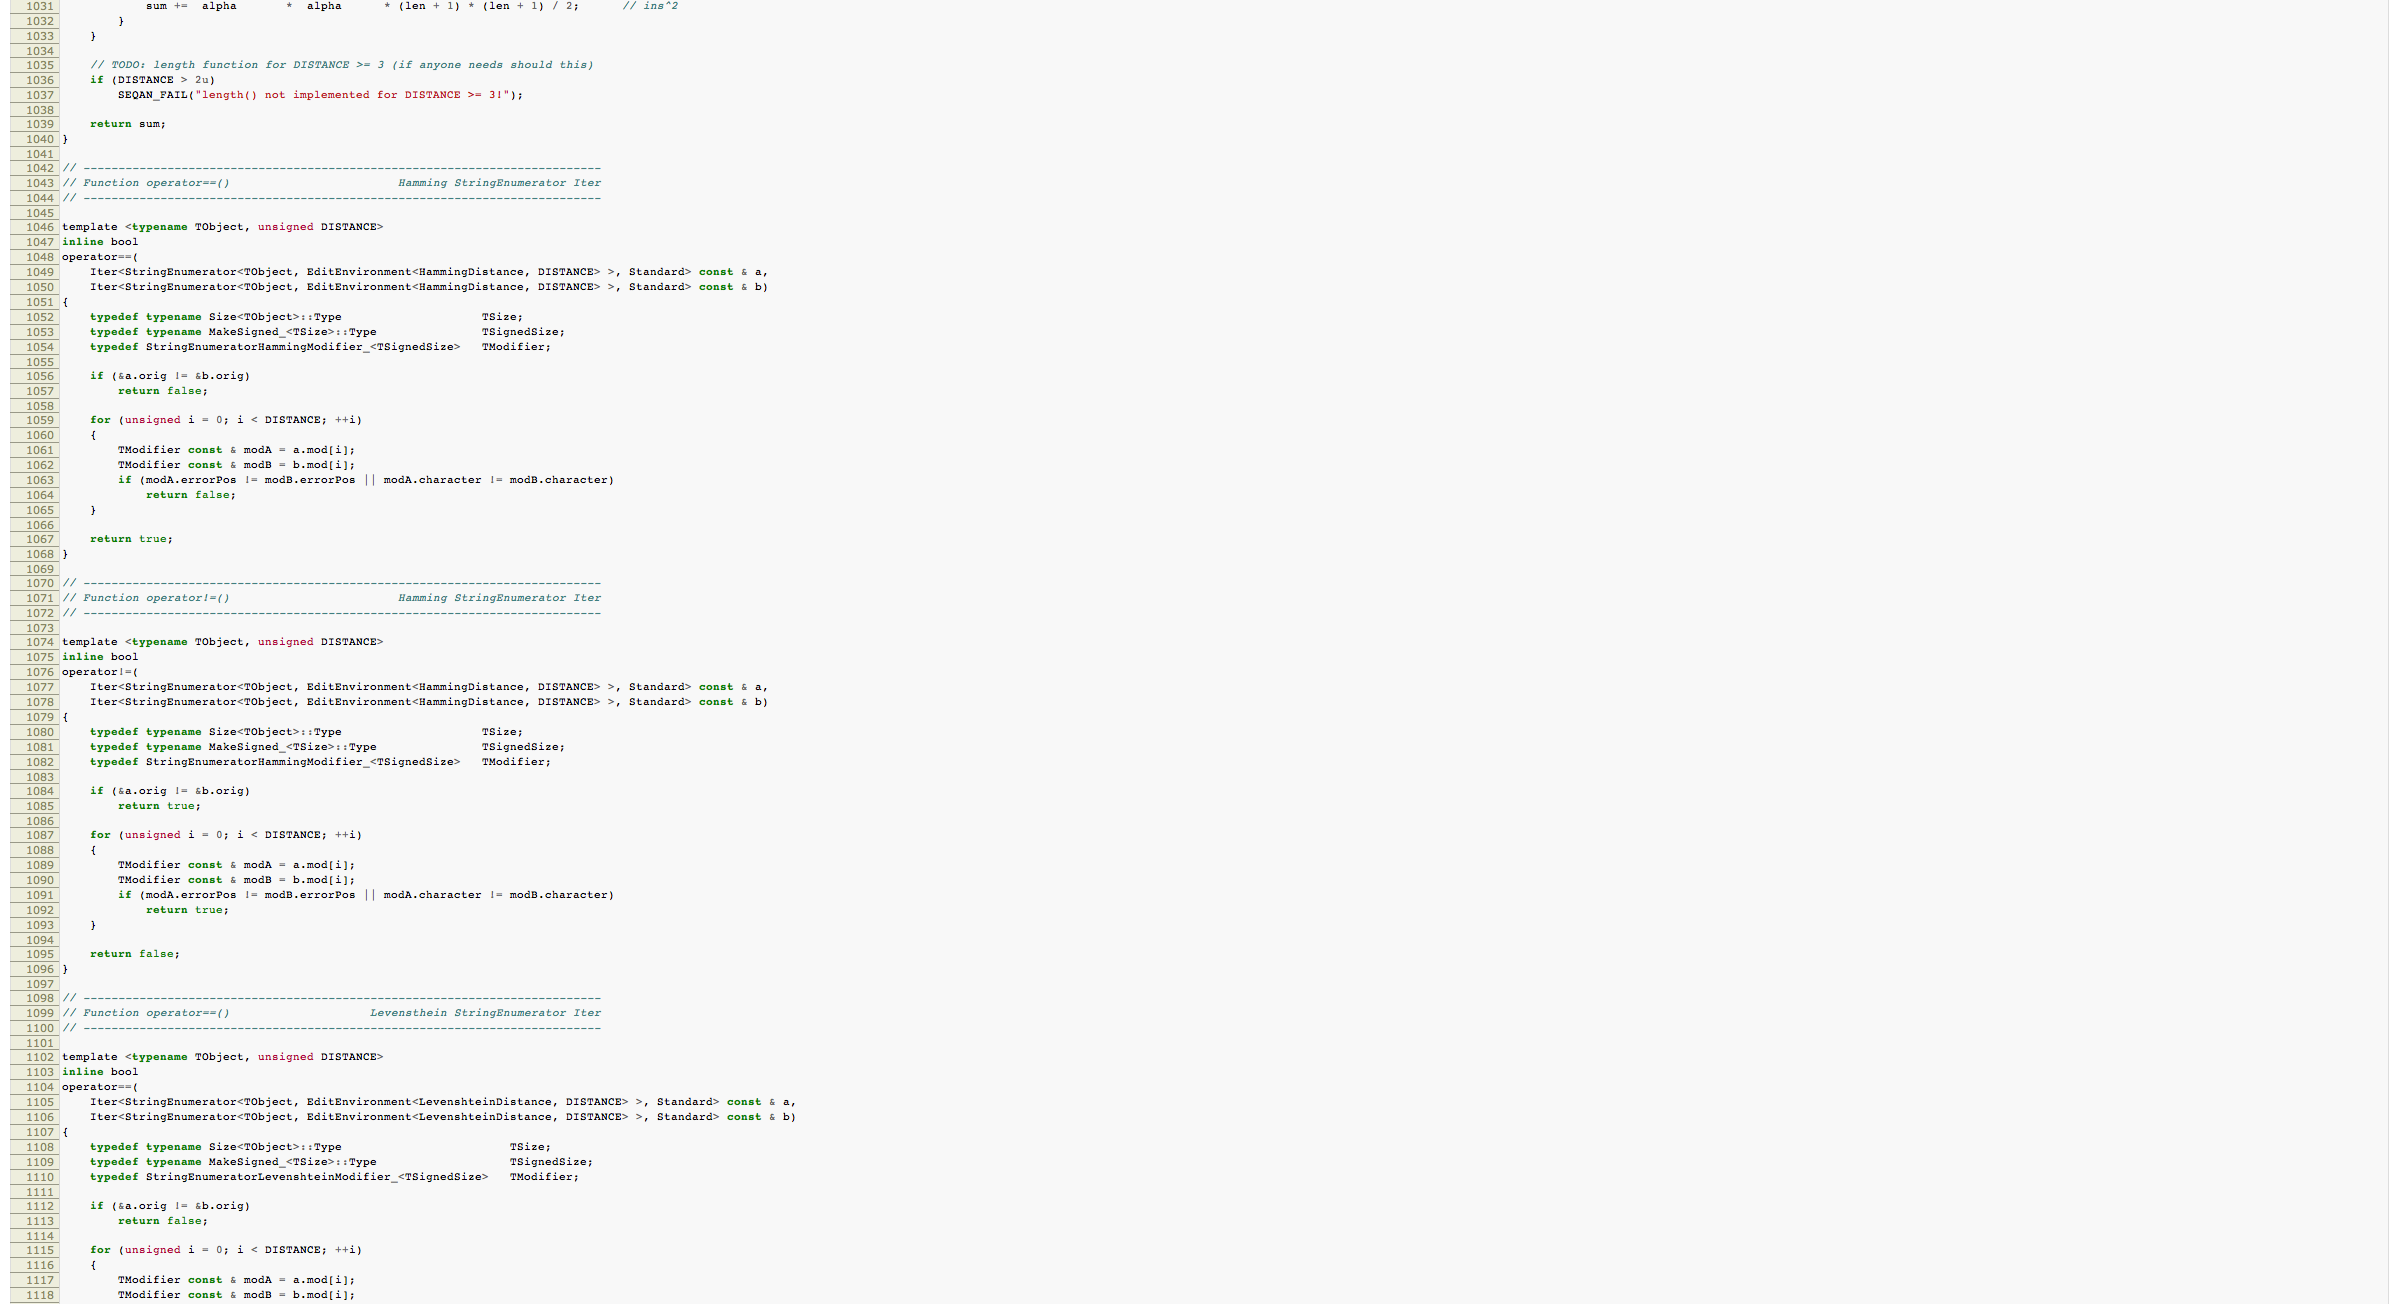 1031             sum +=  alpha       *  alpha      * (len + 1) * (len + 1) / 2;      // ins^2
1032         }
1033     }
1034
1035     // TODO: length function for DISTANCE >= 3 (if anyone needs should this)
1036     if (DISTANCE > 2u)
1037         SEQAN_FAIL("length() not implemented for DISTANCE >= 3!");
1038
1039     return sum;
1040 }
1041
1042 // --------------------------------------------------------------------------
1043 // Function operator==()                        Hamming StringEnumerator Iter
1044 // --------------------------------------------------------------------------
1045
1046 template <typename TObject, unsigned DISTANCE>
1047 inline bool
1048 operator==(
1049     Iter<StringEnumerator<TObject, EditEnvironment<HammingDistance, DISTANCE> >, Standard> const & a,
1050     Iter<StringEnumerator<TObject, EditEnvironment<HammingDistance, DISTANCE> >, Standard> const & b)
1051 {
1052     typedef typename Size<TObject>::Type                    TSize;
1053     typedef typename MakeSigned_<TSize>::Type               TSignedSize;
1054     typedef StringEnumeratorHammingModifier_<TSignedSize>   TModifier;
1055
1056     if (&a.orig != &b.orig)
1057         return false;
1058
1059     for (unsigned i = 0; i < DISTANCE; ++i)
1060     {
1061         TModifier const & modA = a.mod[i];
1062         TModifier const & modB = b.mod[i];
1063         if (modA.errorPos != modB.errorPos || modA.character != modB.character)
1064             return false;
1065     }
1066
1067     return true;
1068 }
1069
1070 // --------------------------------------------------------------------------
1071 // Function operator!=()                        Hamming StringEnumerator Iter
1072 // --------------------------------------------------------------------------
1073
1074 template <typename TObject, unsigned DISTANCE>
1075 inline bool
1076 operator!=(
1077     Iter<StringEnumerator<TObject, EditEnvironment<HammingDistance, DISTANCE> >, Standard> const & a,
1078     Iter<StringEnumerator<TObject, EditEnvironment<HammingDistance, DISTANCE> >, Standard> const & b)
1079 {
1080     typedef typename Size<TObject>::Type                    TSize;
1081     typedef typename MakeSigned_<TSize>::Type               TSignedSize;
1082     typedef StringEnumeratorHammingModifier_<TSignedSize>   TModifier;
1083
1084     if (&a.orig != &b.orig)
1085         return true;
1086
1087     for (unsigned i = 0; i < DISTANCE; ++i)
1088     {
1089         TModifier const & modA = a.mod[i];
1090         TModifier const & modB = b.mod[i];
1091         if (modA.errorPos != modB.errorPos || modA.character != modB.character)
1092             return true;
1093     }
1094
1095     return false;
1096 }
1097
1098 // --------------------------------------------------------------------------
1099 // Function operator==()                    Levensthein StringEnumerator Iter
1100 // --------------------------------------------------------------------------
1101
1102 template <typename TObject, unsigned DISTANCE>
1103 inline bool
1104 operator==(
1105     Iter<StringEnumerator<TObject, EditEnvironment<LevenshteinDistance, DISTANCE> >, Standard> const & a,
1106     Iter<StringEnumerator<TObject, EditEnvironment<LevenshteinDistance, DISTANCE> >, Standard> const & b)
1107 {
1108     typedef typename Size<TObject>::Type                        TSize;
1109     typedef typename MakeSigned_<TSize>::Type                   TSignedSize;
1110     typedef StringEnumeratorLevenshteinModifier_<TSignedSize>   TModifier;
1111
1112     if (&a.orig != &b.orig)
1113         return false;
1114
1115     for (unsigned i = 0; i < DISTANCE; ++i)
1116     {
1117         TModifier const & modA = a.mod[i];
1118         TModifier const & modB = b.mod[i];